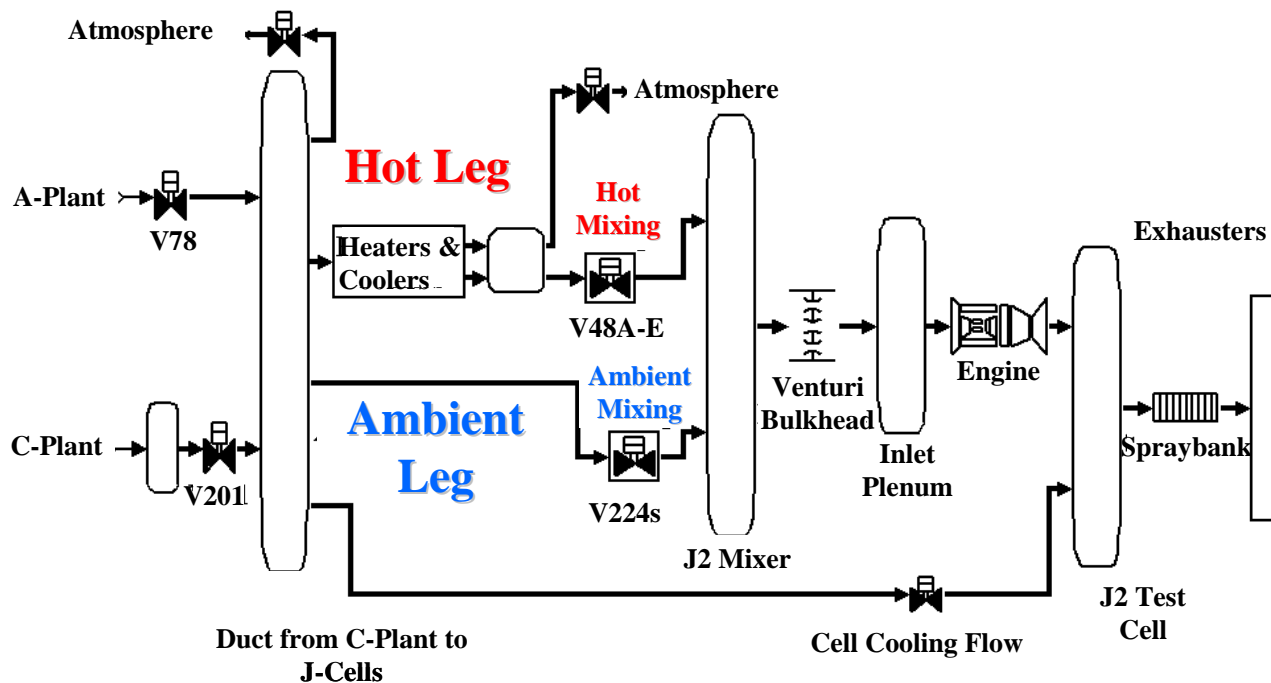 Atmosphere
Atmosphere
Hot Leg
Hot
Mixing
A-Plant
V78
Heaters &
Coolers
V48A-E
Exhausters
Ambient
Mixing
Ambient
Leg
Venturi
Bulkhead
Engine
C-Plant
V201
V224s
Inlet
Plenum
Spraybank
J2 Mixer
J2 Test
Cell
Duct from C-Plant to
J-Cells
Cell Cooling Flow